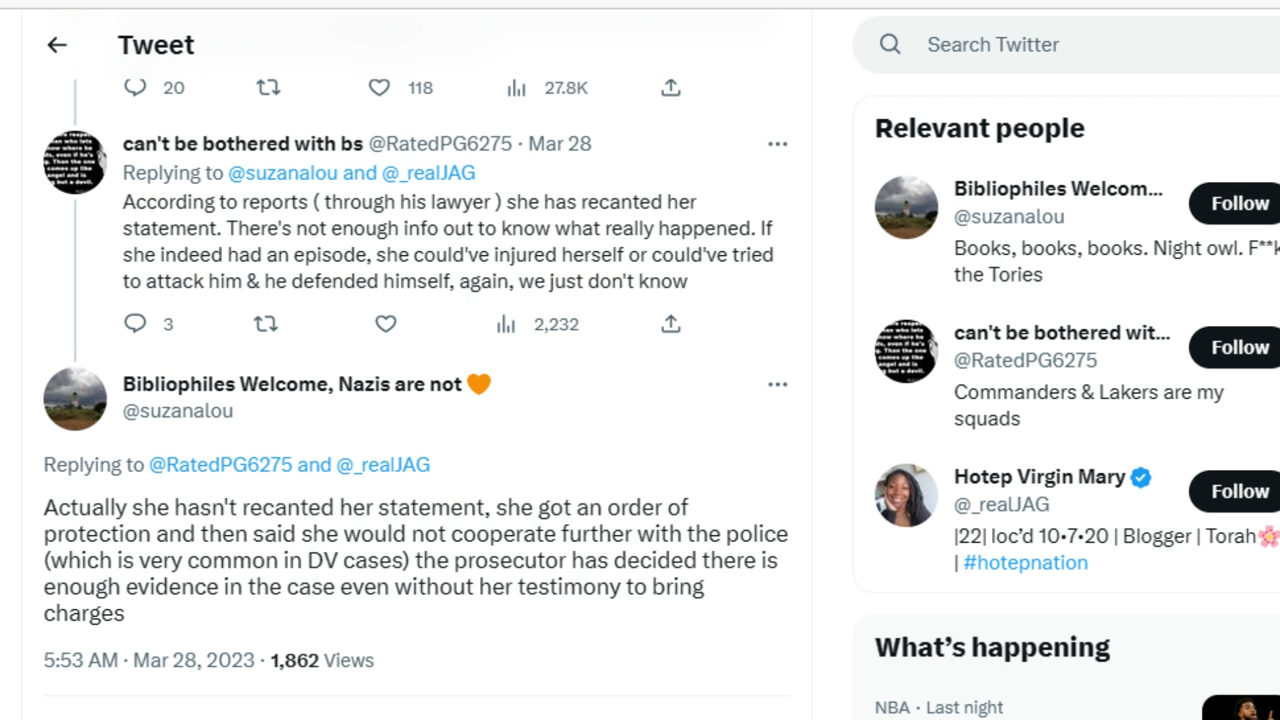 Tweet
20
118
27.8K
can't be bothered with bs @RatedPG6275 · Mar 28
Replying to @suzanalou and @_realJAG
According to reports ( through his lawyer ) she has recanted her
statement. There's not enough info out to know what really happened. If
she indeed had an episode, she could've injured herself or could've tried
to attack him & he defended himself, again, we just don't know
3
2,232
Bibliophiles Welcome, Nazis are not 🧡
@suzanalou
Replying to @RatedPG6275 and @_realJAG
Actually she hasn't recanted her statement, she got an order of
protection and then said she would not cooperate further with the police
(which is very common in DV cases) the prosecutor has decided there is
enough evidence in the case even without her testimony to bring
charges
5:53 AM · Mar 28, 2023 · 1,862 Views
Search Twitter
Relevant people
Bibliophiles Welcom...
@suzanalou
Follow
Books, books, books. Night owl. F**k
the Tories
can't be bothered wit...
@RatedPG6275
Follow
Commanders & Lakers are my
squads
Hotep Virgin Mary
@_realJAG
Follow
|22| loc’d 10•7•20 | Blogger | Torah🌸
| #hotepnation
What’s happening
NBA · Last night